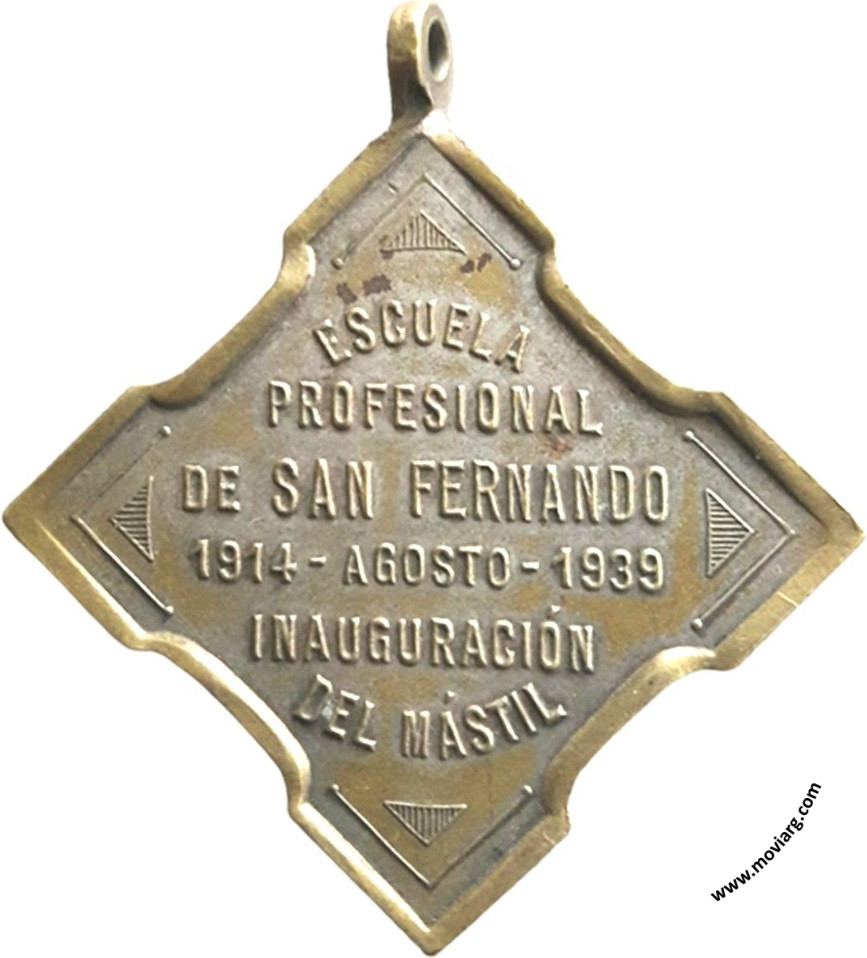 ESCUELA
PROFESIONAL
DE SAN FERNANDO
1914 - AGOSTO - 1939
INAUGURACIÓN
DEL MÁSTIL
www.moviarg.com